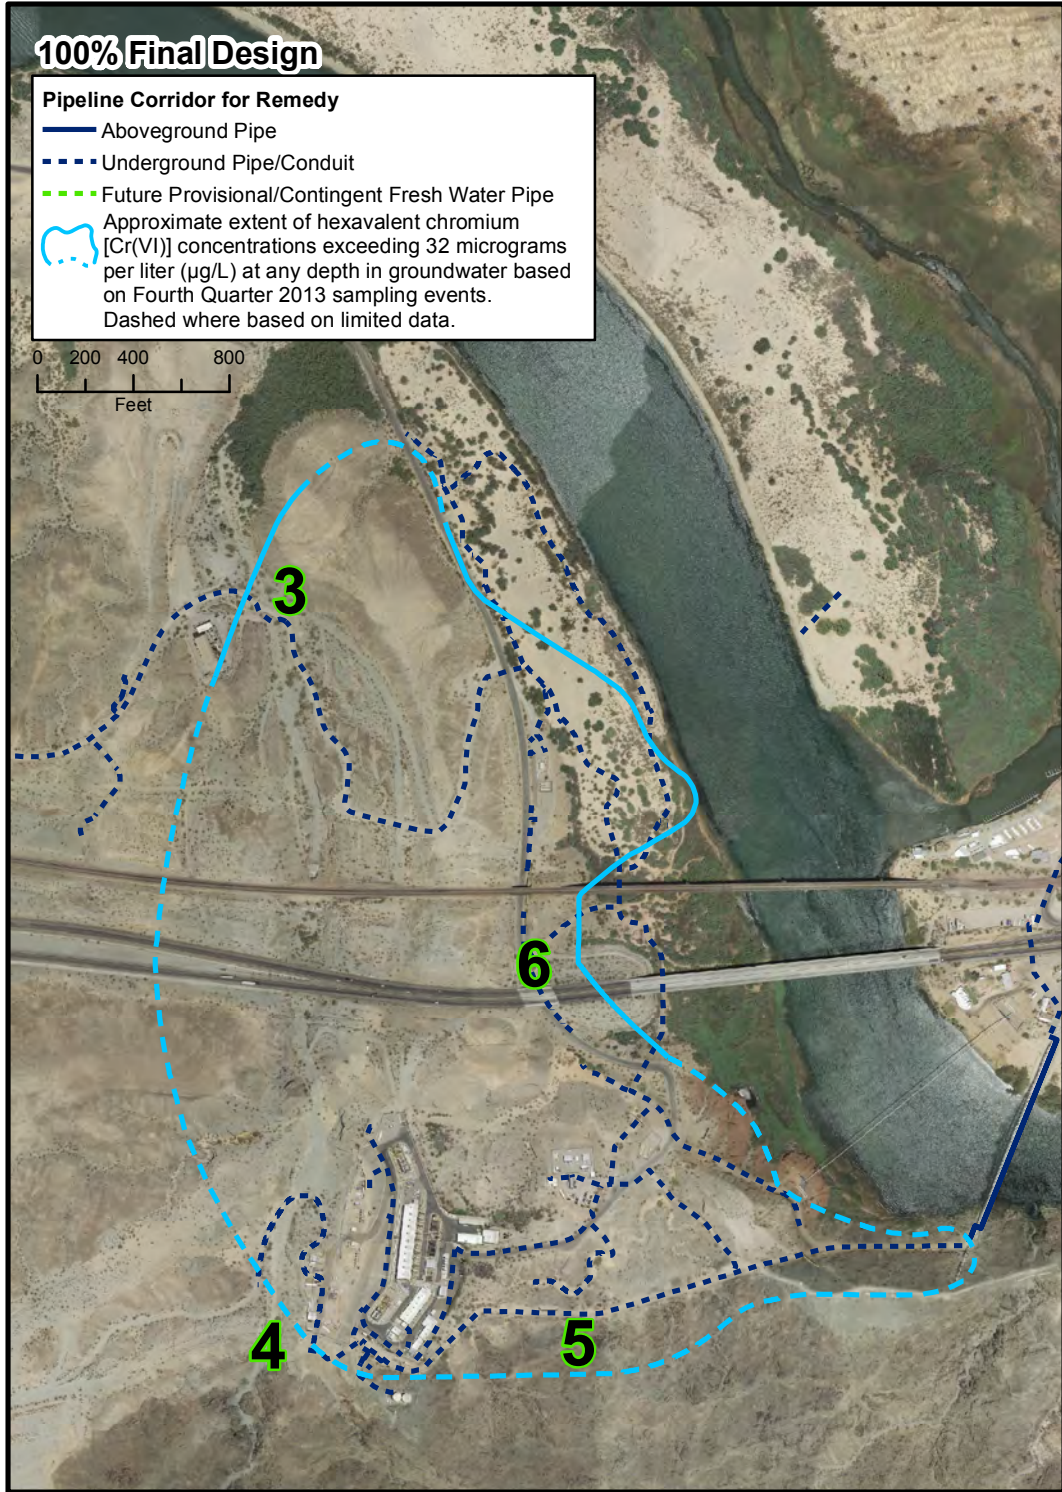 100% Final Design
Pipeline Corridor for Remedy
Aboveground Pipe
Underground Pipe/Conduit
Future Provisional/Contingent Fresh Water Pipe
Approximate extent of hexavalent chromium
[Cr(VI)] concentrations exceeding 32 micrograms
per liter (µg/L) at any depth in groundwater based
on Fourth Quarter 2013 sampling events.
Dashed where based on limited data.
0 200 400 800
Feet
3
6
4
5